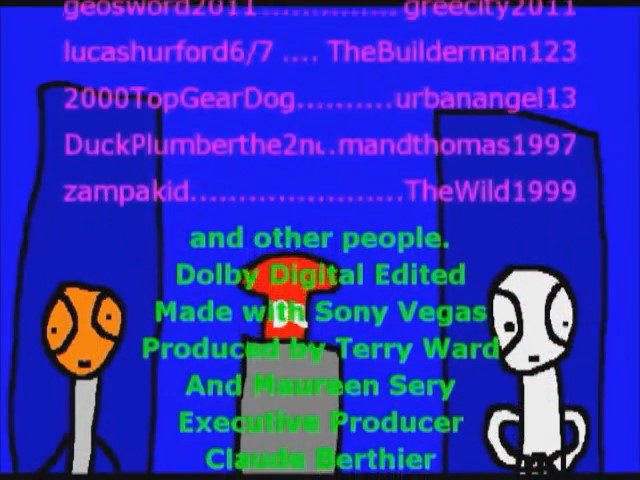 geosword2011.................greecity2011
lucashurford6/7 .... TheBuilderman123
2000TopGearDog..........urbanangel13
mandthomas1997
zampakid......................TheWild1999
and other people.
Dolby Digital Edited
Made with Sony Vegas
Produced by Terry Ward
And Maureen Sery
Executive Producer
Claude Berthier